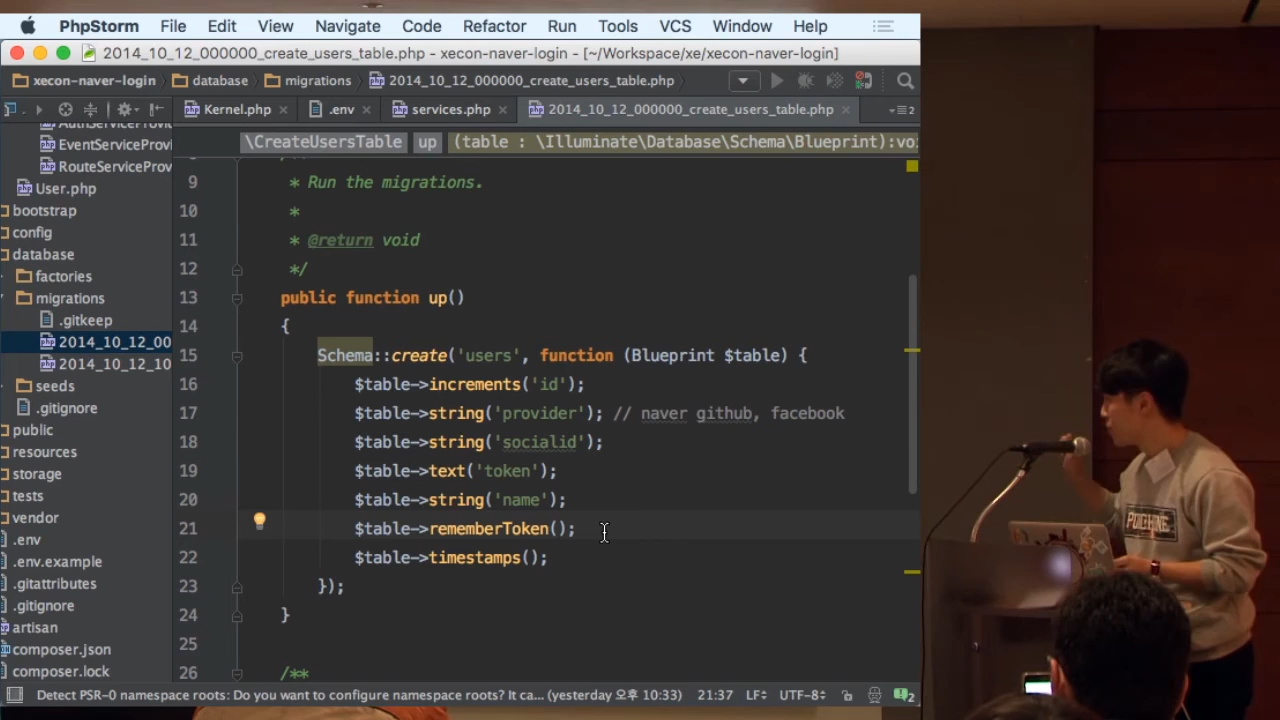 PhpStorm File Edit View Navigate Code Refactor Run Tools VCS Window Help
2014_10_12_000000_create_users_table.php - xecon-naver-login - [~/Workspace/xe/xecon-naver-login]
xecon-naver-login database migrations 2014_10_12_000000_create_users_table.php
Kernel.php .env services.php 2014_10_12_000000_create_users_table.php
\CreateUsersTable up (table : \Illuminate\Database\Schema\Blueprint):voi
AuthServiceProvi
EventServiceProvi
RouteServiceProv
User.php
bootstrap
config
database
factories
migrations
.gitkeep
2014_10_12_00
2014_10_12_10
seeds
.gitignore
public
resources
storage
tests
vendor
.env
.env.example
.gitattributes
.gitignore
artisan
composer.json
composer.lock
9 * Run the migrations.
10 *
11 * @return void
12 */
13 public function up()
14 {
15 Schema::create('users', function (Blueprint $table) {
16 $table->increments('id');
17 $table->string('provider'); // naver github, facebook
18 $table->string('socialid');
19 $table->text('token');
20 $table->string('name');
21 $table->rememberToken();
22 $table->timestamps();
23 });
24 }
25
26 /**
Detect PSR-0 namespace roots: Do you want to configure namespace roots? It ca... (yesterday 오후 10:33) 21:37 LF UTF-8 2